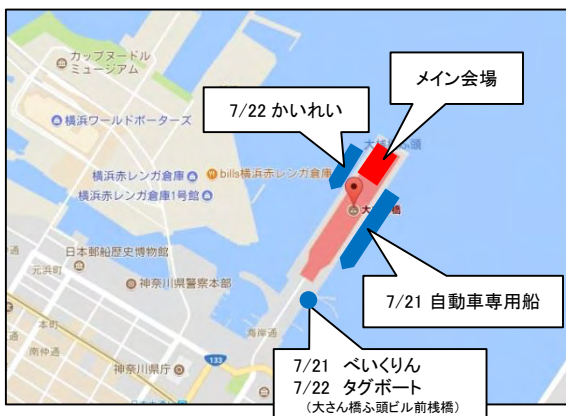 カップヌードル
ミュージアム
メイン会場
7/22 かいれい
横浜ワールドポーターズ
横浜赤レンガ倉庫
bills横浜赤レンガ倉庫
横浜赤レンガ倉庫1号館
日本郵船歴史博物館
元浜町
神奈川県警察本部
7/21 自動車専用船
本町
海岸通
南仲通
133
神奈川県庁
7/21 べいくりん
7/22 タグボート
(大さん橋ふ頭ビル前桟橋)